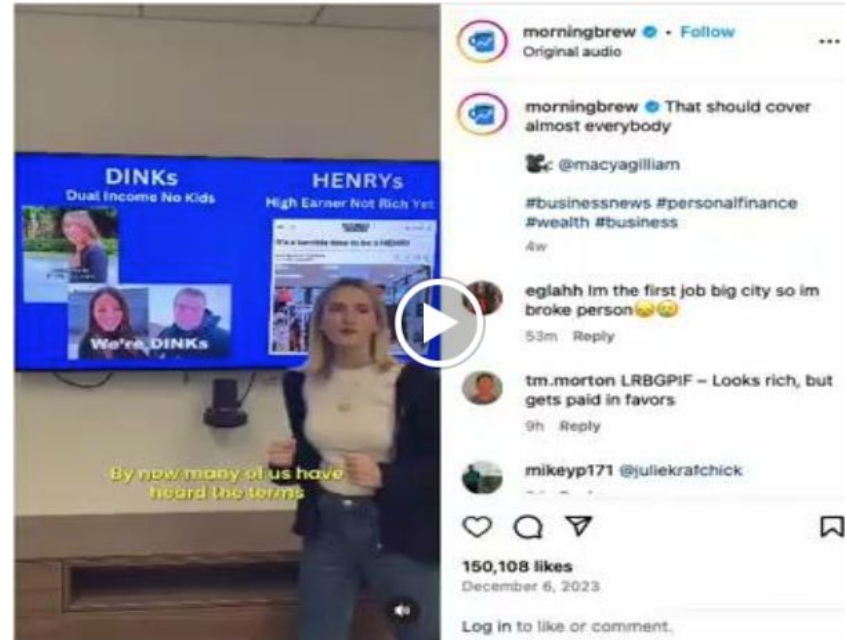 DINKs
Dual Income No Kids
We're DINKs
HENRYs
High Earner Not Rich Yet
It's a terrible time to be a HENRY
By now many of us have
heard the terms
morningbrew • Follow
Original audio
morningbrew That should cover
almost everybody
: @macyagilliam
#businessnews #personalfinance
#wealth #business
4w
eglahh Im the first job big city so im
broke person😞😢
53m Reply
tm.morton LRBGPIF – Looks rich, but
gets paid in favors
9h Reply
mikeyp171 @juliekrafchick
150,108 likes
December 6, 2023
Log in to like or comment.